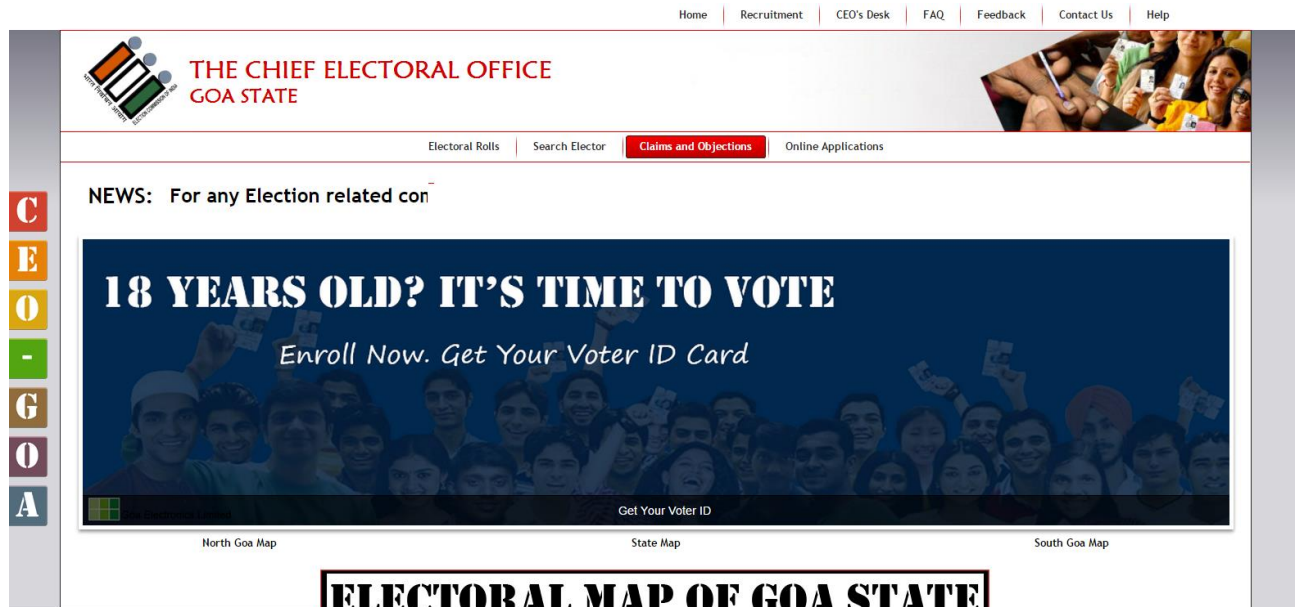 Home Recruitment CEO's Desk FAQ Feedback Contact Us Help
THE CHIEF ELECTORAL OFFICE
GOA STATE
Electoral Rolls Search Elector Claims and Objections Online Applications
NEWS: For any Election related con
C
E
O
-
G
O
A
18 YEARS OLD? IT'S TIME TO VOTE
Enroll Now. Get Your Voter ID Card
Get Your Voter ID
North Goa Map State Map South Goa Map
ELECTORAL MAP OF GOA STATE